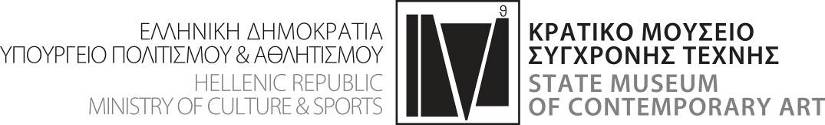 ΕΛΛΗΝΙΚΗ ΔΗΜΟΚΡΑΤΙΑ
ΥΠΟΥΡΓΕΙΟ ΠΟΛΙΤΙΣΜΟΥ & ΑΘΛΗΤΙΣΜΟΥ
HELLENIC REPUBLIC
MINISTRY OF CULTURE & SPORTS
ΚΡΑΤΙΚΟ ΜΟΥΣΕΙΟ
ΣΥΓΧΡΟΝΗΣ ΤΕΧΝΗΣ
STATE MUSEUM
OF CONTEMPORARY ART